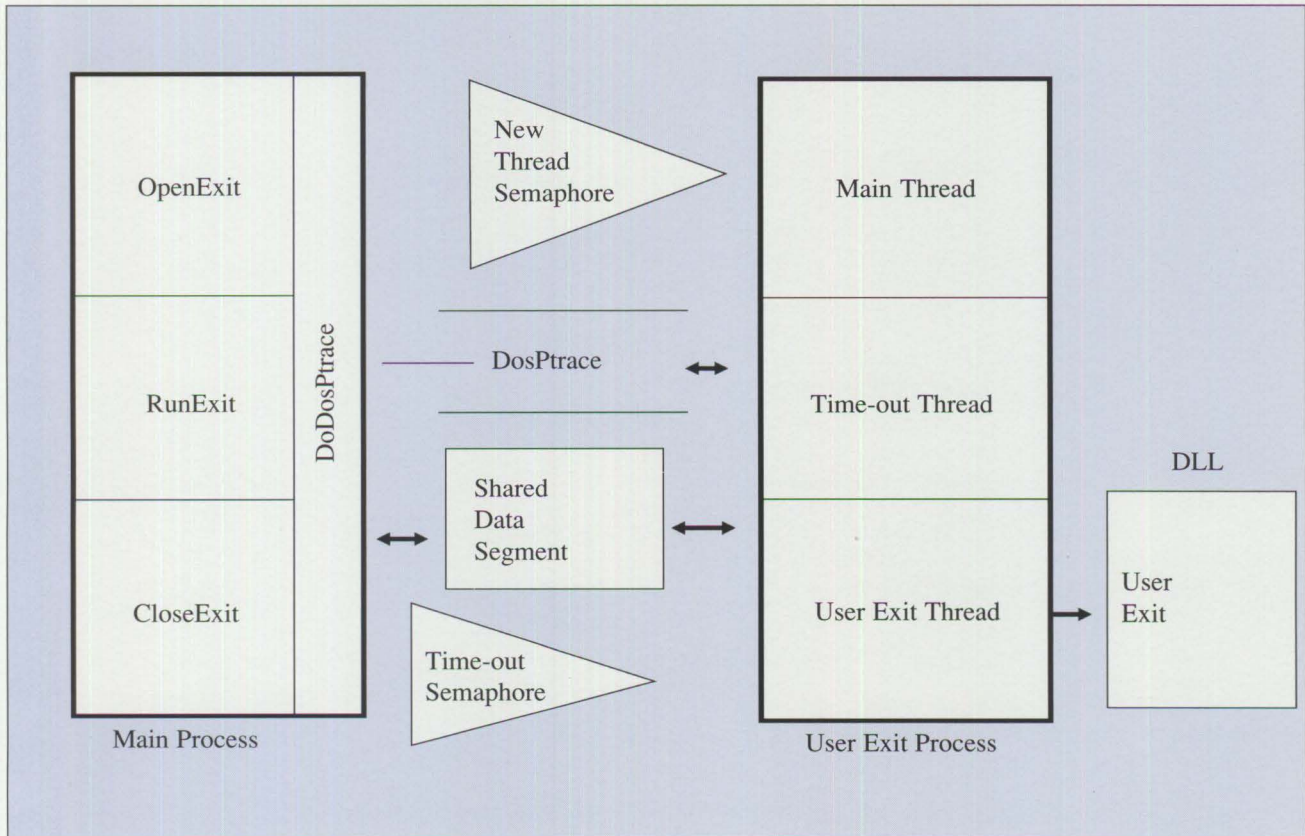 OpenExit
RunExit
CloseExit
DoDosPtrace
Main Process
New
Thread
Semaphore
DosPtrace
Shared
Data
Segment
Time-out
Semaphore
Main Thread
Time-out Thread
User Exit Thread
User Exit Process
DLL
User
Exit